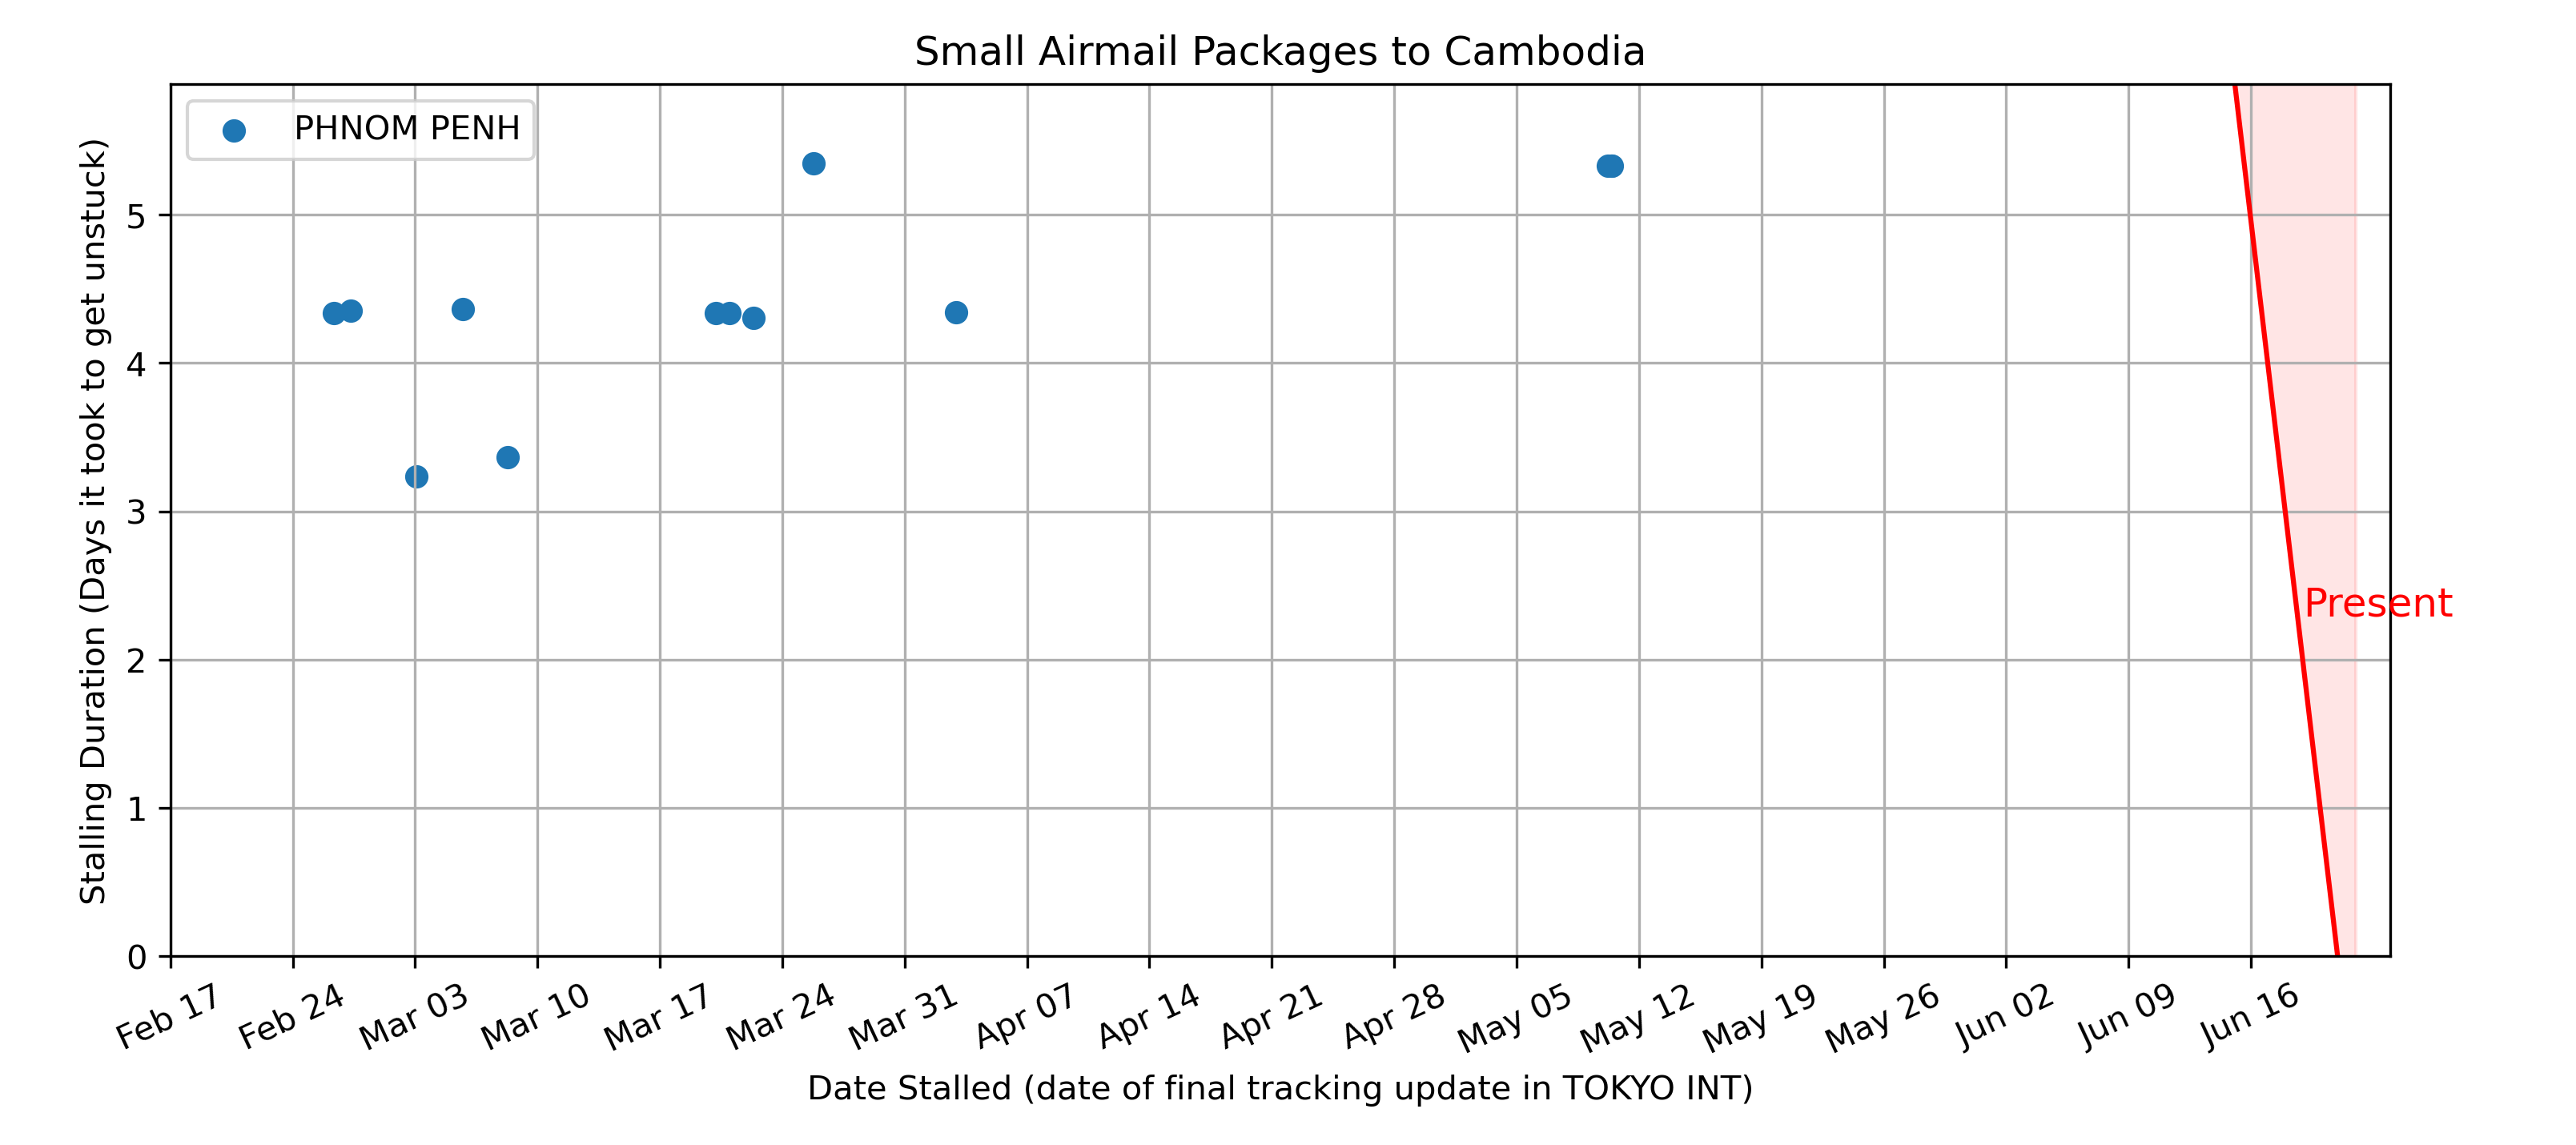 Small Airmail Packages to Cambodia
PHNOM PENH
Stalling Duration (Days it took to get unstuck)
5
4
3
2
1
0
Present
Feb 17
Feb 24
Mar 03
Mar 10
Mar 17
Mar 24
Mar 31
Apr 07
Apr 14
Apr 21
Apr 28
May 05
May 12
May 19
May 26
Jun 02
Jun 09
Jun 16
Date Stalled (date of final tracking update in TOKYO INT)